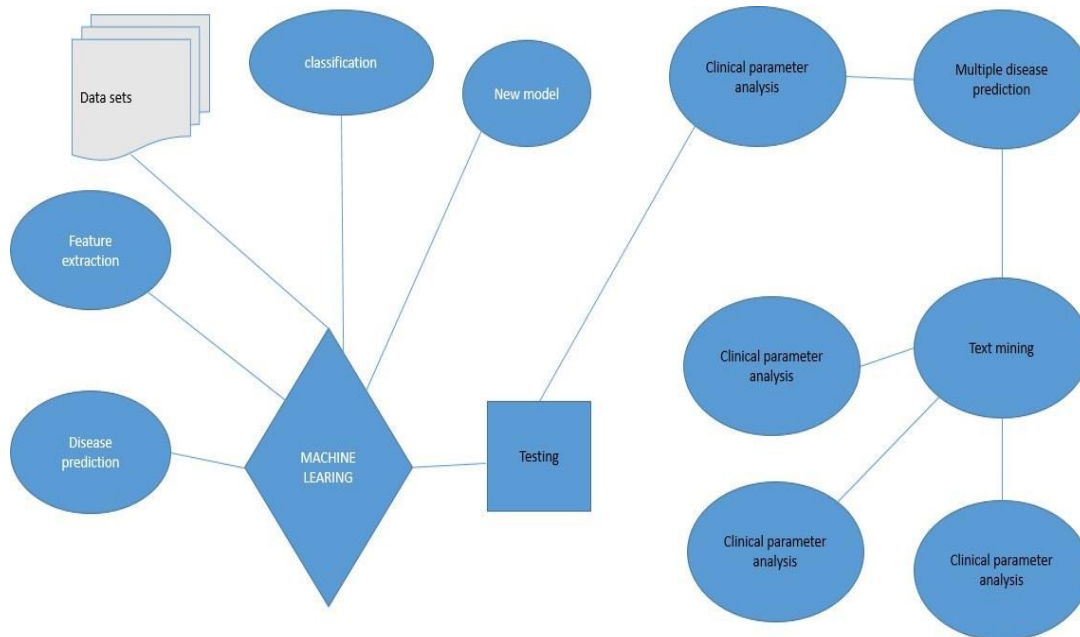 Data sets
classification
New model
Clinical parameter
analysis
Multiple disease
prediction
Feature
extraction
Clinical parameter
analysis
Text mining
Disease
prediction
MACHINE
LEARING
Testing
Clinical parameter
analysis
Clinical parameter
analysis